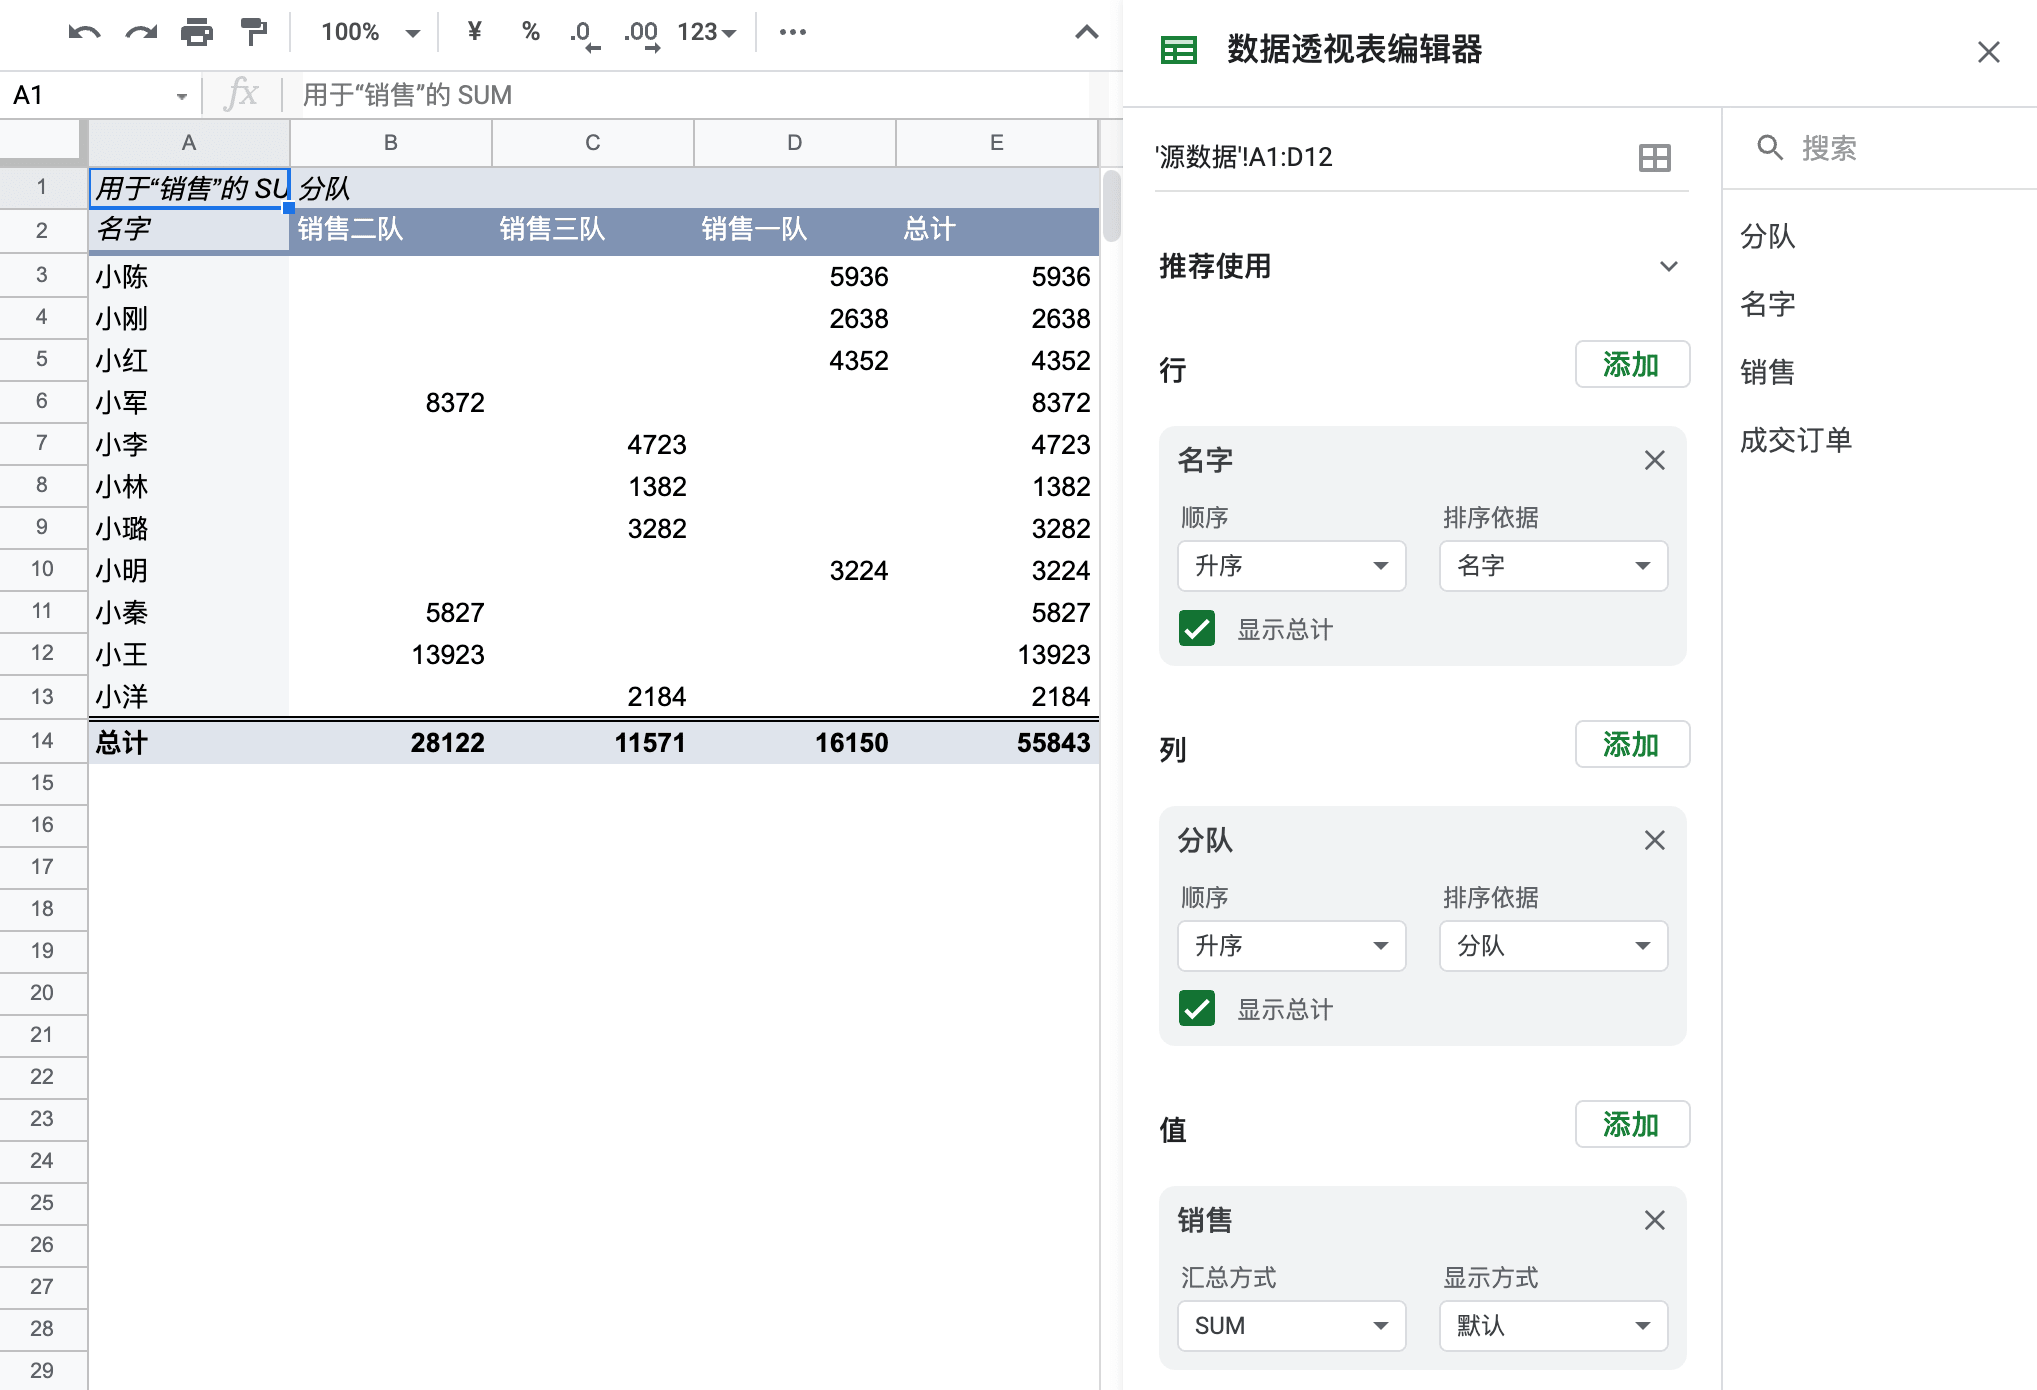 100% ¥ % .0 .00 123
A1 fx 用于“销售”的 SUM
A B C D E
1 用于“销售”的 SU 分队
2 名字 销售二队 销售三队 销售一队 总计
3 小陈 5936 5936
4 小刚 2638 2638
5 小红 4352 4352
6 小军 8372 8372
7 小李 4723 4723
8 小林 1382 1382
9 小璐 3282 3282
10 小明 3224 3224
11 小秦 5827 5827
12 小王 13923 13923
13 小洋 2184 2184
14 总计 28122 11571 16150 55843
15
16
17
18
19
20
21
22
23
24
25
26
27
28
29
数据透视表编辑器
'源数据'!A1:D12
推荐使用
行 添加
名字
顺序 排序依据
升序 名字
显示总计
列 添加
分队
顺序 排序依据
升序 分队
显示总计
值 添加
销售
汇总方式 显示方式
SUM 默认
搜索
分队
名字
销售
成交订单